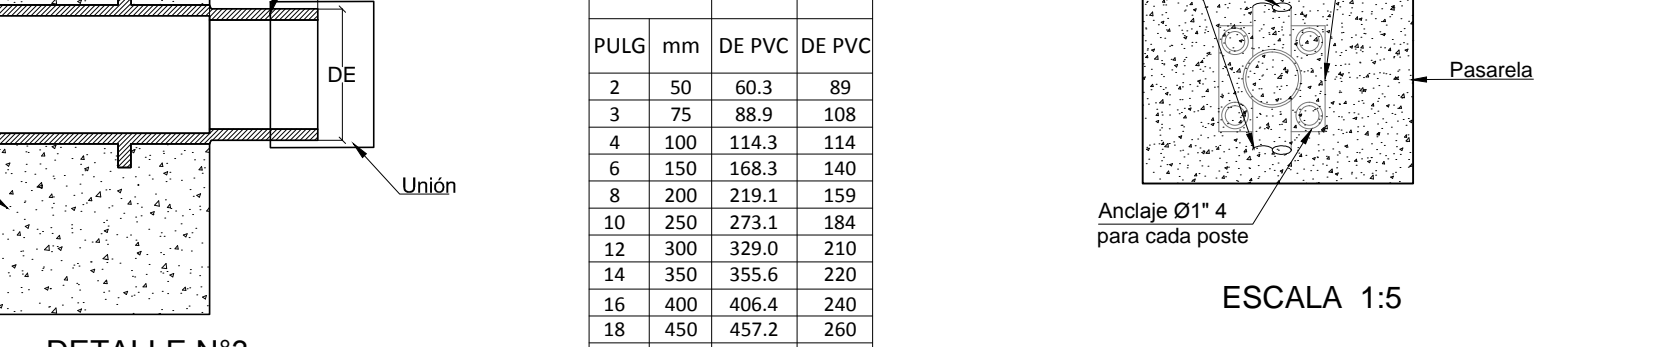 DE
Unión
DETALLE N°2
PULG mm DE PVC DE PVC
2 50 60.3 89
3 75 88.9 108
4 100 114.3 114
6 150 168.3 140
8 200 219.1 159
10 250 273.1 184
12 300 329.0 210
14 350 355.6 220
16 400 406.4 240
18 450 457.2 260
Pasarela
Anclaje Ø1" 4
para cada poste
ESCALA 1:5